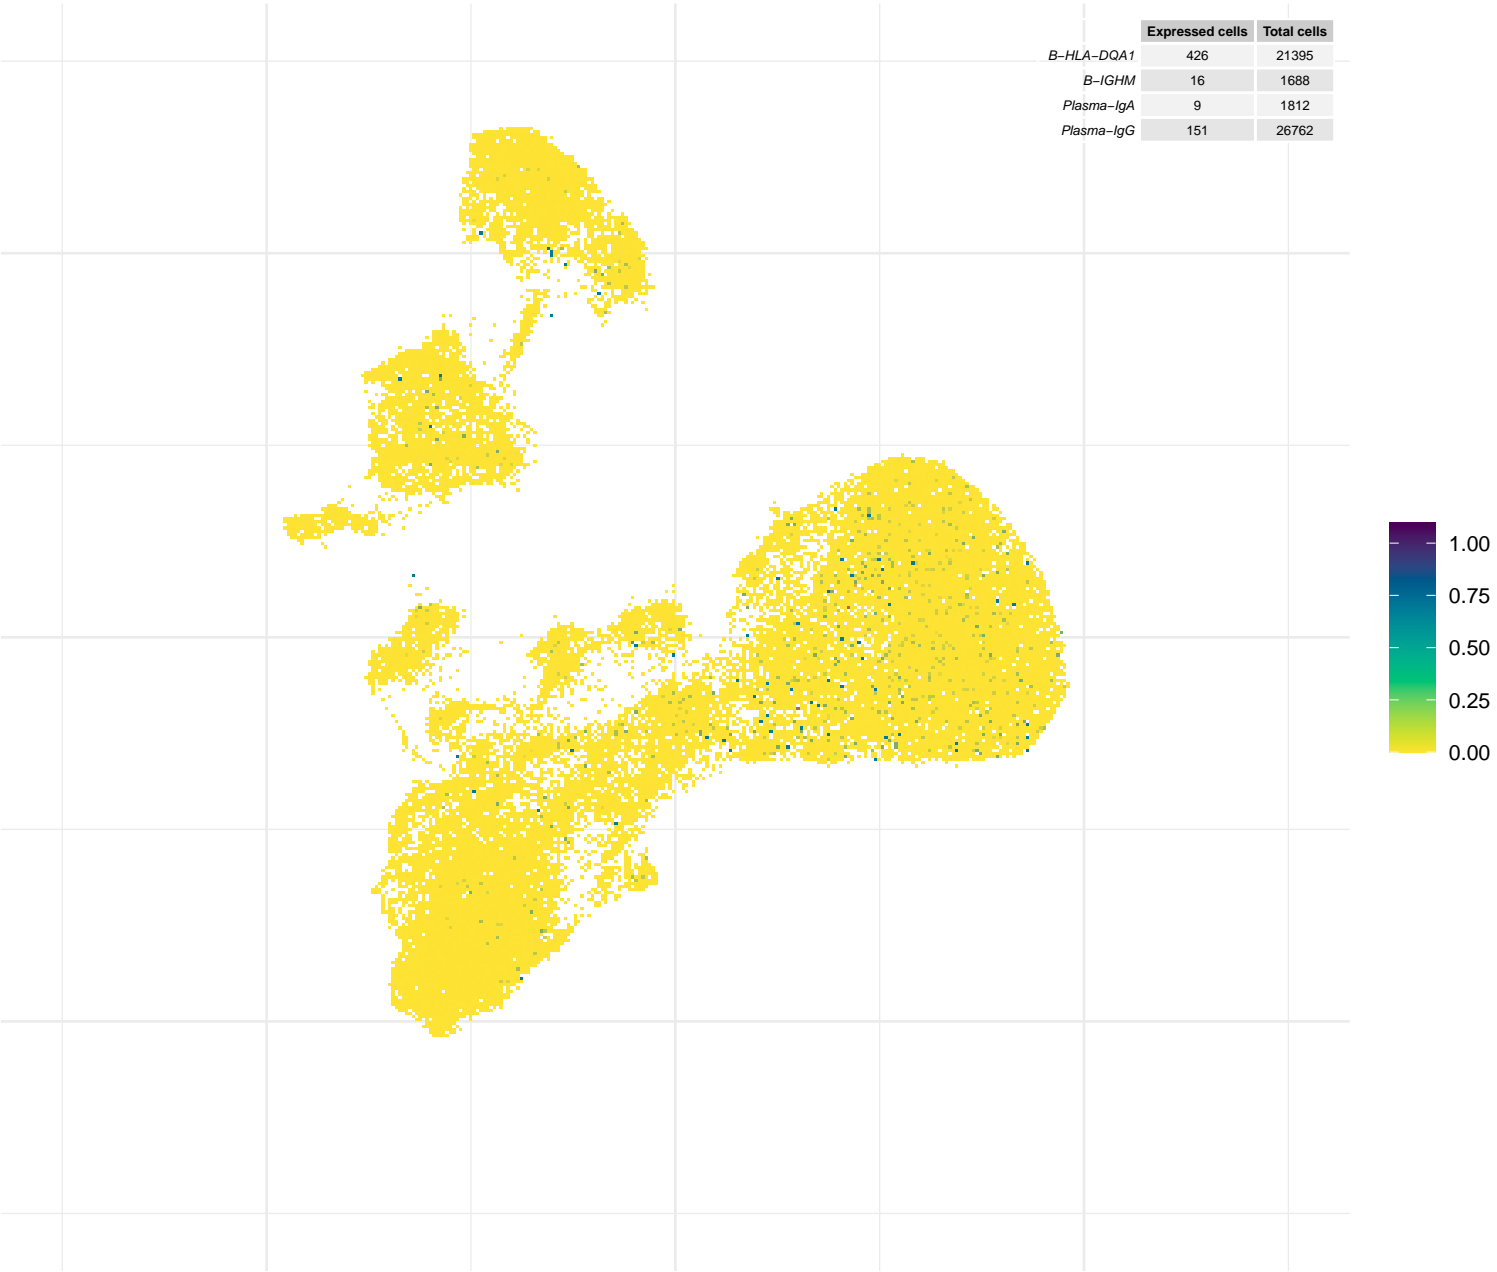 Expressed cells Total cells
B−HLA−DQA1 426 21395
B−IGHM 16 1688
Plasma−IgA 9 1812
Plasma−IgG 151 26762
1.00
0.75
0.50
0.25
0.00